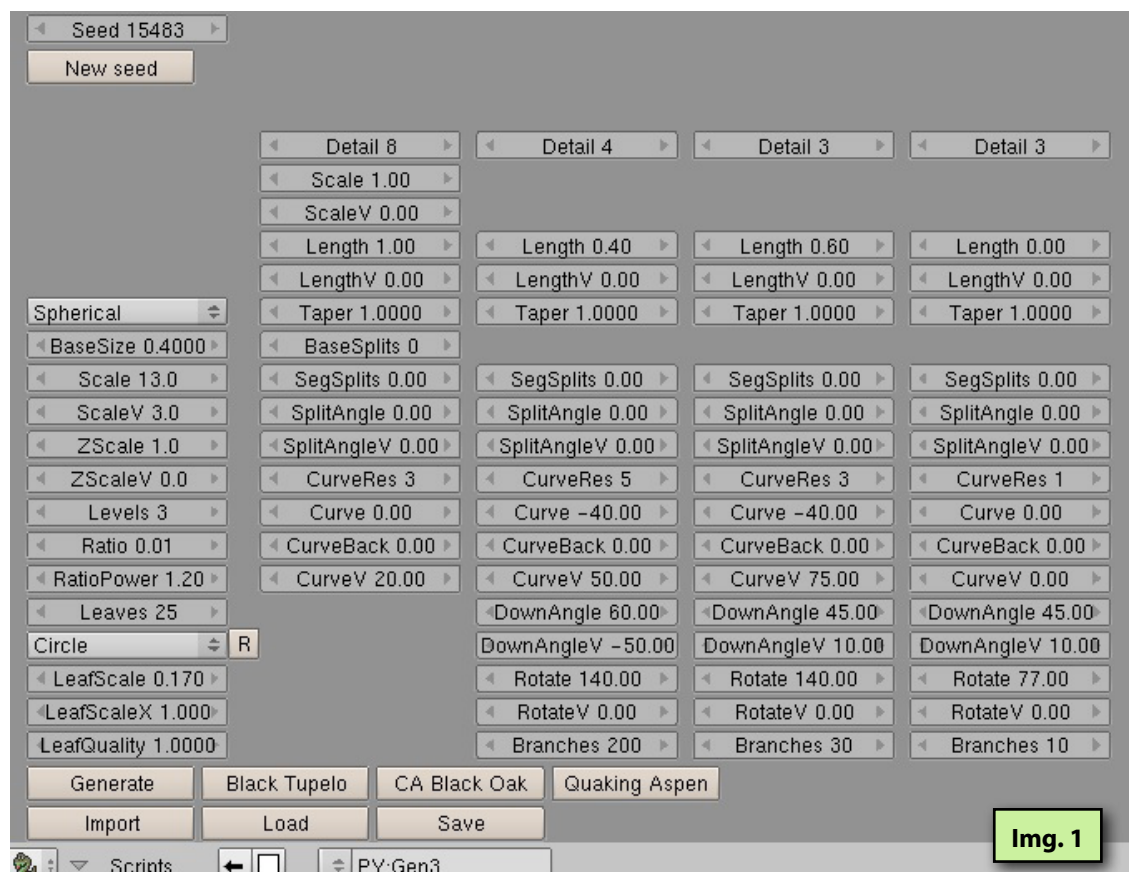 Seed 15483
New seed
Detail 8 Detail 4 Detail 3 Detail 3
Scale 1.00
ScaleV 0.00
Length 1.00 Length 0.40 Length 0.60 Length 0.00
LengthV 0.00 LengthV 0.00 LengthV 0.00 LengthV 0.00
Spherical Taper 1.0000 Taper 1.0000 Taper 1.0000 Taper 1.0000
BaseSize 0.4000 BaseSplits 0
Scale 13.0 SegSplits 0.00 SegSplits 0.00 SegSplits 0.00 SegSplits 0.00
ScaleV 3.0 SplitAngle 0.00 SplitAngle 0.00 SplitAngle 0.00 SplitAngle 0.00
ZScale 1.0 SplitAngleV 0.00 SplitAngleV 0.00 SplitAngleV 0.00 SplitAngleV 0.00
ZScaleV 0.0 CurveRes 3 CurveRes 5 CurveRes 3 CurveRes 1
Levels 3 Curve 0.00 Curve -40.00 Curve -40.00 Curve 0.00
Ratio 0.01 CurveBack 0.00 CurveBack 0.00 CurveBack 0.00 CurveBack 0.00
RatioPower 1.20 CurveV 20.00 CurveV 50.00 CurveV 75.00 CurveV 0.00
Leaves 25 DownAngle 60.00 DownAngle 45.00 DownAngle 45.00
Circle R DownAngleV -50.00 DownAngleV 10.00 DownAngleV 10.00
LeafScale 0.170 Rotate 140.00 Rotate 140.00 Rotate 77.00
LeafScaleX 1.000 RotateV 0.00 RotateV 0.00 RotateV 0.00
LeafQuality 1.0000 Branches 200 Branches 30 Branches 10
Generate Black Tupelo CA Black Oak Quaking Aspen
Import Load Save
Img. 1
Scripts PY:Gen3